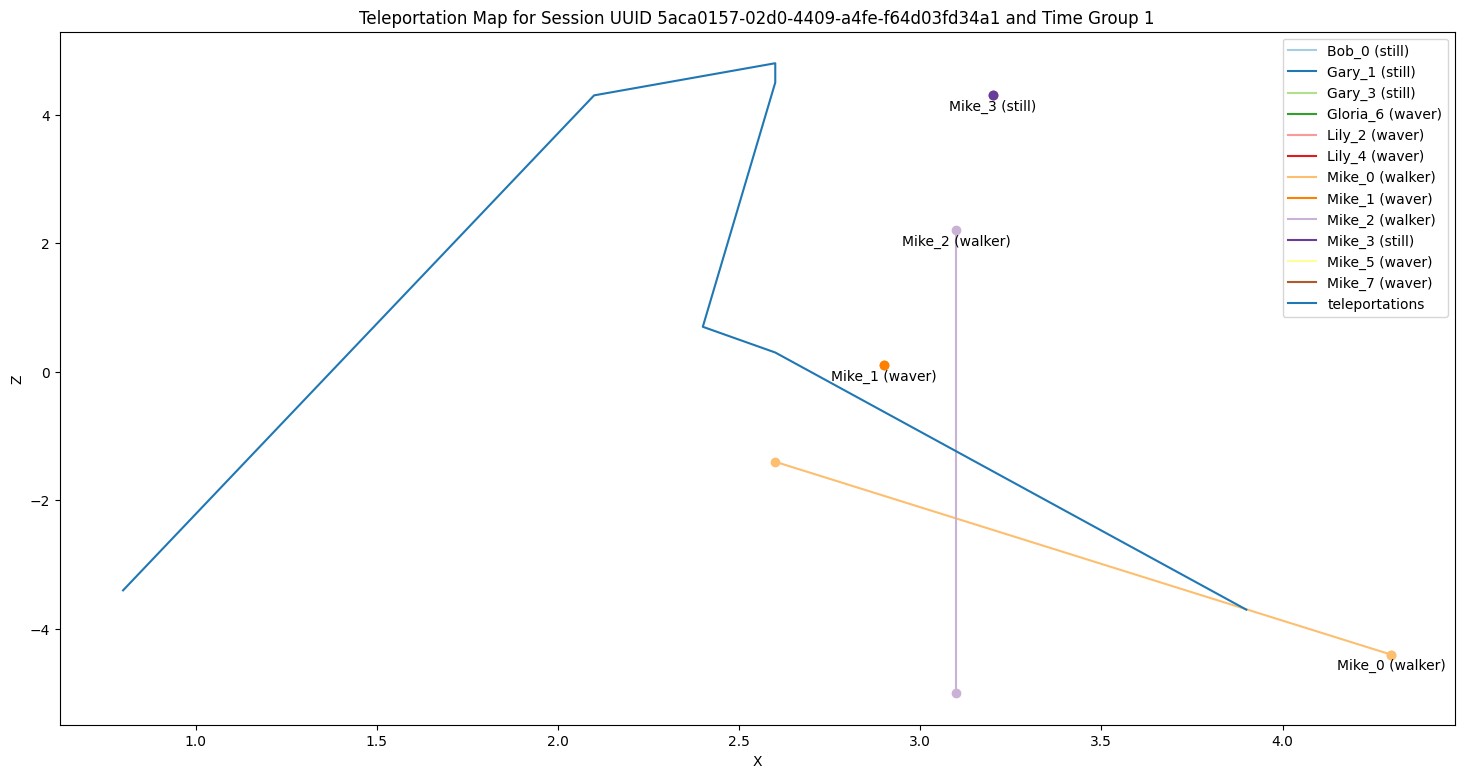 Teleportation Map for Session UUID 5aca0157-02d0-4409-a4fe-f64d03fd34a1 and Time Group 1
Bob_0 (still)
Gary_1 (still)
Gary_3 (still)
Gloria_6 (waver)
Lily_2 (waver)
Lily_4 (waver)
Mike_0 (walker)
Mike_1 (waver)
Mike_2 (walker)
Mike_3 (still)
Mike_5 (waver)
Mike_7 (waver)
teleportations
Mike_3 (still)
Mike_2 (walker)
Mike_1 (waver)
Mike_0 (walker)
4
2
0
−2
−4
Z
1.0 1.5 2.0 2.5 3.0 3.5 4.0
X